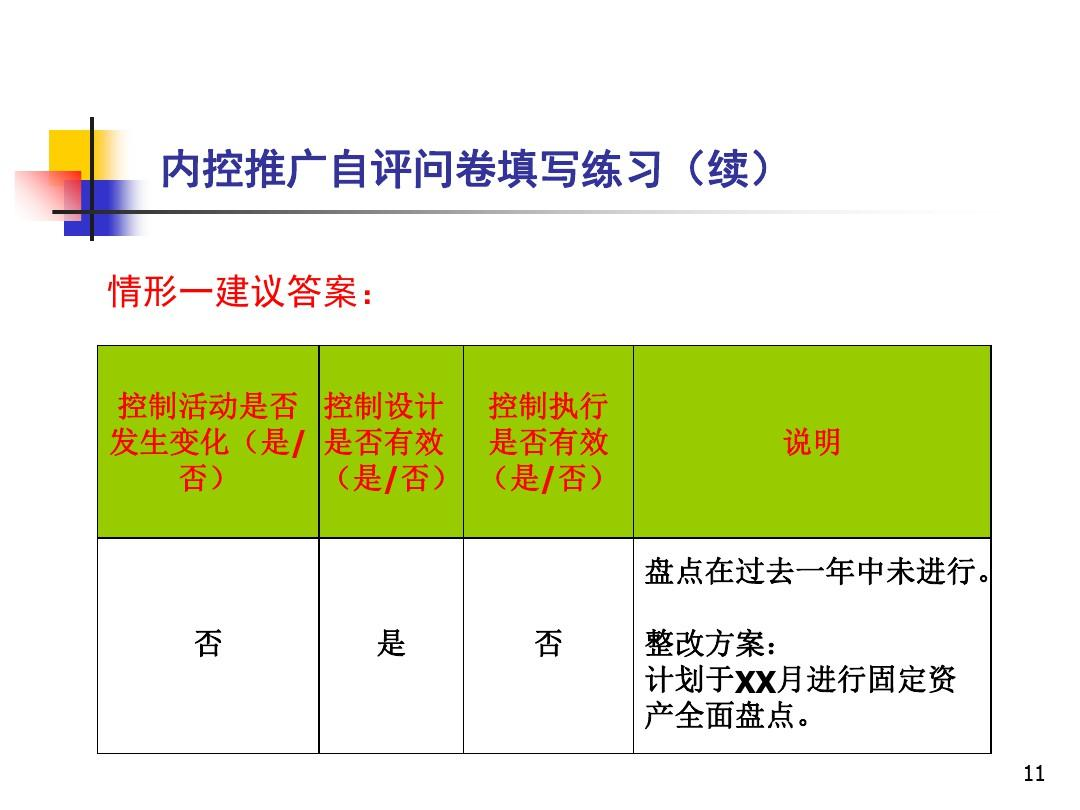 内控推广自评问卷填写练习（续）
情形一建议答案：
控制活动是否
发生变化（是/
否）
控制设计
是否有效
（是/否）
控制执行
是否有效
（是/否）
说明
否
是
否
盘点在过去一年中未进行。
整改方案：
计划于XX月进行固定资
产全面盘点。
11